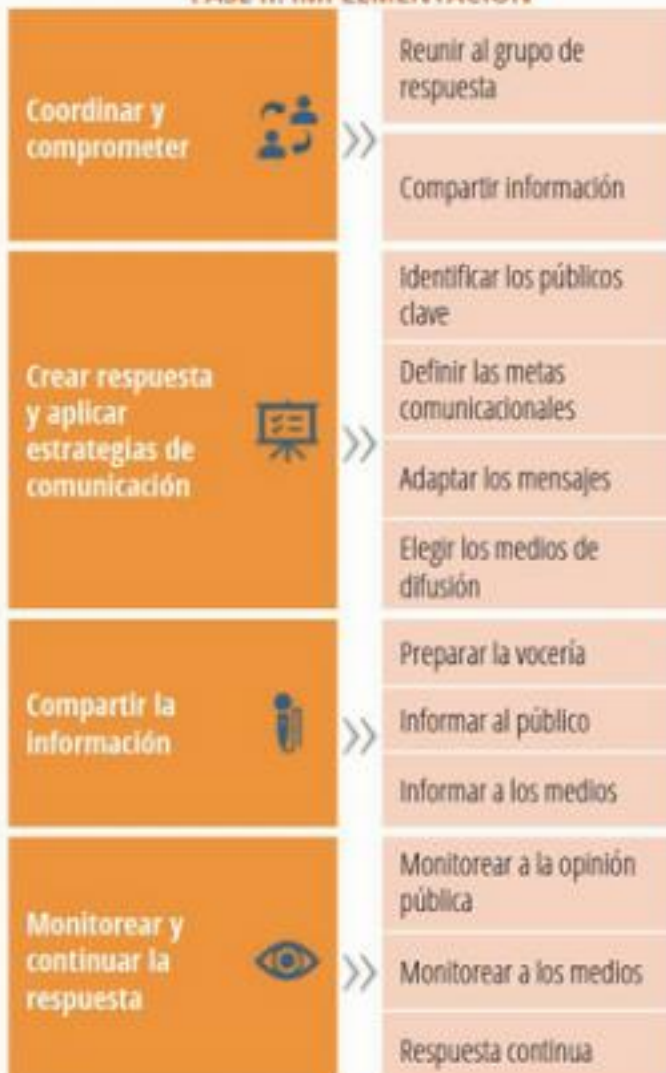 Coordinar y
comprometer
Reunir al grupo de
respuesta
Compartir información
Crear respuesta
y aplicar
estrategias de
comunicación
Identificar los públicos
clave
Definir las metas
comunicacionales
Adaptar los mensajes
Elegir los medios de
difusión
Compartir la
información
Preparar la vocería
Informar al público
Informar a los medios
Monitorear y
continuar la
respuesta
Monitorear a la opinión
pública
Monitorear a los medios
Respuesta continua